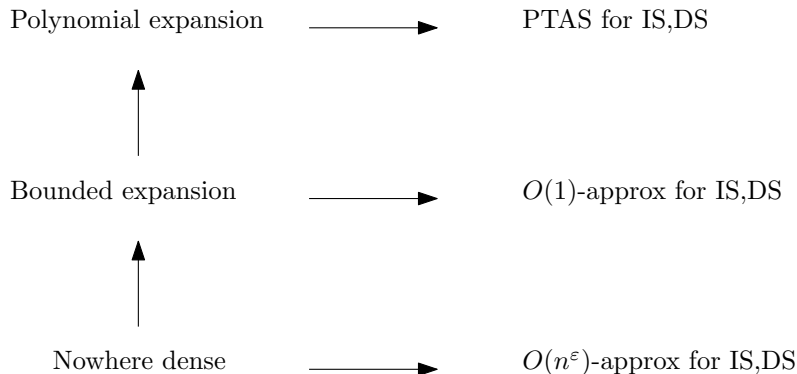 Polynomial expansion
PTAS for IS,DS
Bounded expansion
O(1)-approx for IS,DS
Nowhere dense
O(n^ε)-approx for IS,DS